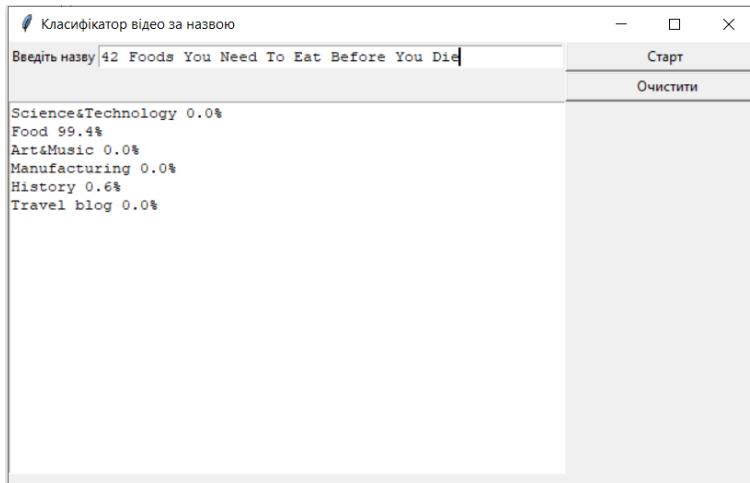 Класифікатор відео за назвою
Введіть назву 42 Foods You Need To Eat Before You Die Старт
Очистити
Science&Technology 0.0%
Food 99.4%
Art&Music 0.0%
Manufacturing 0.0%
History 0.6%
Travel blog 0.0%